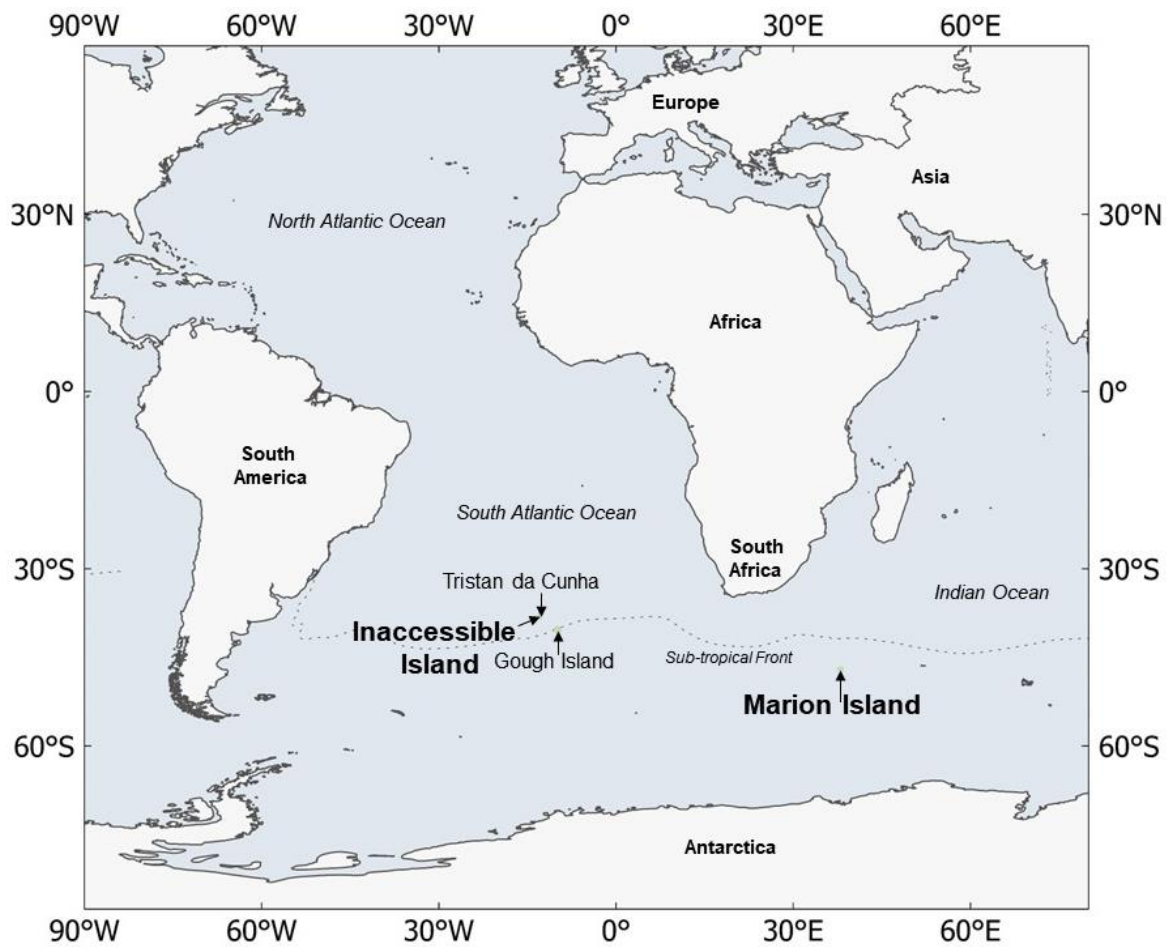 90°W 60°W 30°W 0° 30°E 60°E
Europe
Asia
30°N 30°N
North Atlantic Ocean
Africa
0° 0°
South
America
South Atlantic Ocean
South
Africa
30°S 30°S
Tristan da Cunha
Indian Ocean
Inaccessible
Island
Gough Island
Sub-tropical Front
Marion Island
60°S 60°S
Antarctica
90°W 60°W 30°W 0° 30°E 60°E